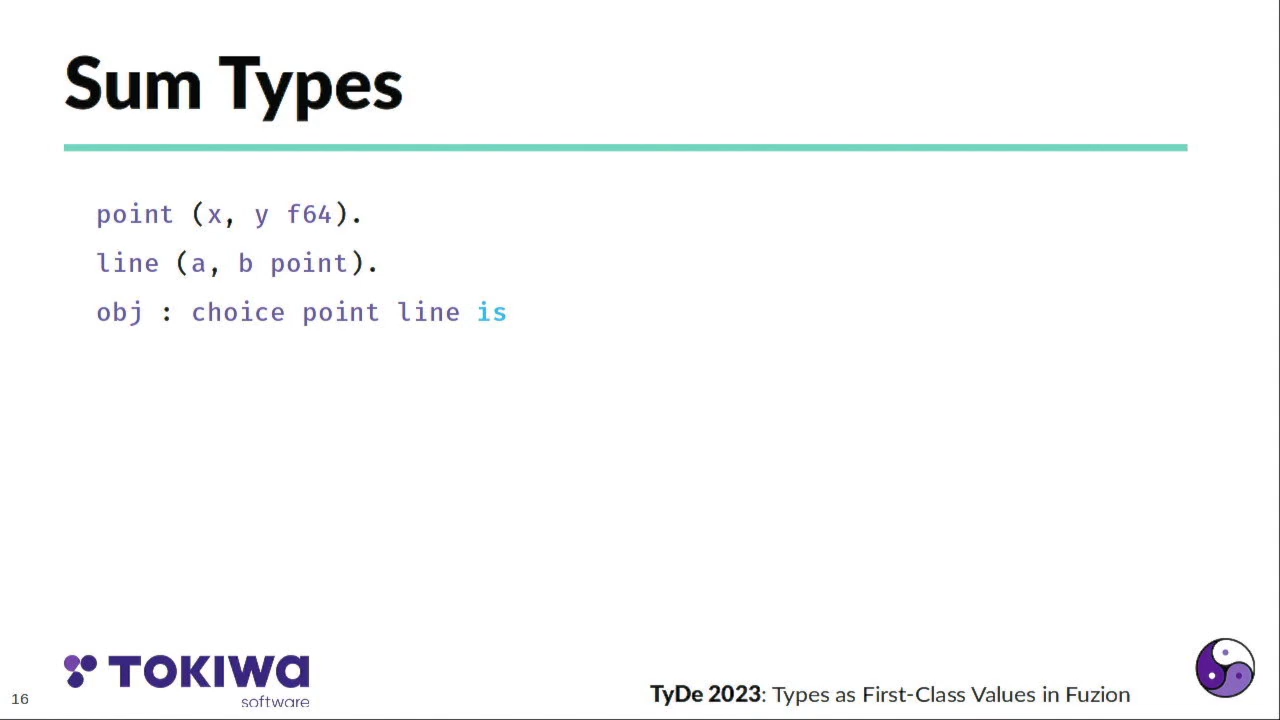 Sum Types
point (x, y f64).
line (a, b point).
obj : choice point line is
TOKIWA
software
16
TyDe 2023: Types as First-Class Values in Fuzion